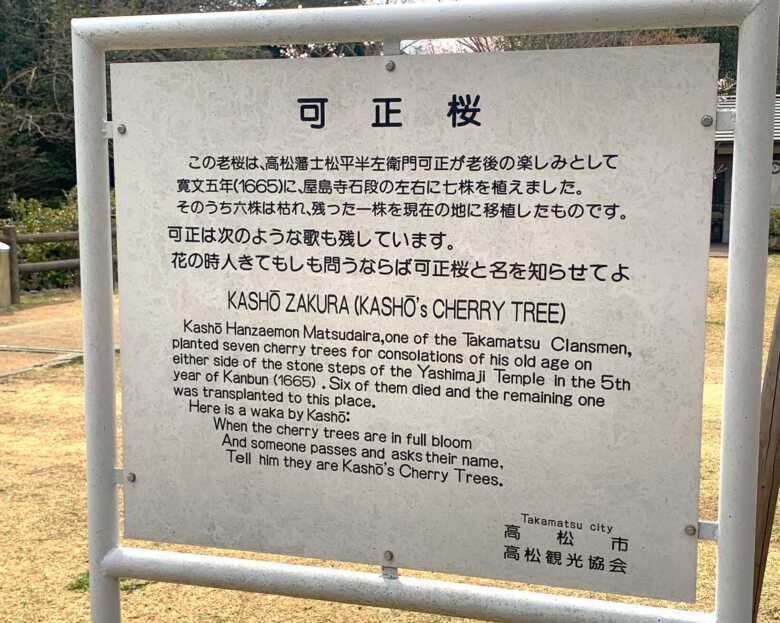 可正桜
この老桜は、高松藩士松平半左衛門可正が老後の楽しみとして
寛文五年(1665)に、屋島寺石段の左右に七株を植えました。
そのうち六株は枯れ、残った一株を現在の地に移植したものです。
可正は次のような歌も残しています。
花の時人きてもしも問うならば可正桜と名を知らせてよ
KASHŌ ZAKURA (KASHŌ's CHERRY TREE)
Kashō Hanzaemon Matsudaira,one of the Takamatsu Clansmen,
planted seven cherry trees for consolations of his old age on
either side of the stone steps of the Yashimaji Temple in the 5th
year of Kanbun (1665) . Six of them died and the remaining one
was transplanted to this place.
Here is a waka by Kashō:
When the cherry trees are in full bloom
And someone passes and asks their name,
Tell him they are Kashō's Cherry Trees.
Takamatsu city
高松市
高松観光協会